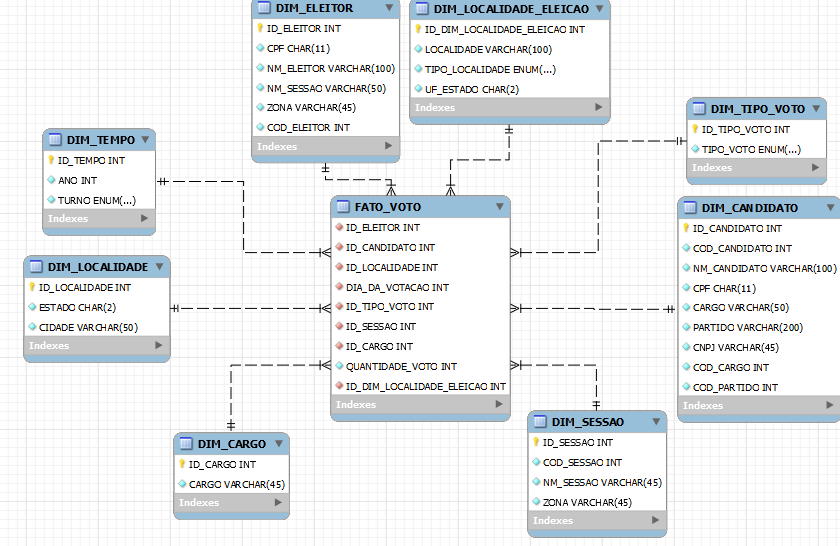 DIM_ELEITOR
ID_ELEITOR INT
CPF CHAR(11)
NM_ELEITOR VARCHAR(100)
NM_SESSAO VARCHAR(50)
ZONA VARCHAR(45)
COD_ELEITOR INT
Indexes
DIM_LOCALIDADE_ELEICAO
ID_DIM_LOCALIDADE_ELEICAO INT
LOCALIDADE VARCHAR(100)
TIPO_LOCALIDADE ENUM(...)
UF_ESTADO CHAR(2)
Indexes
DIM_TIPO_VOTO
ID_TIPO_VOTO INT
TIPO_VOTO ENUM(...)
Indexes
DIM_TEMPO
ID_TEMPO INT
ANO INT
TURNO ENUM(...)
Indexes
FATO_VOTO
ID_ELEITOR INT
ID_CANDIDATO INT
ID_LOCALIDADE INT
DIA_DA_VOTACAO INT
ID_TIPO_VOTO INT
ID_SESSAO INT
ID_CARGO INT
QUANTIDADE_VOTO INT
ID_DIM_LOCALIDADE_ELEICAO INT
Indexes
DIM_CANDIDATO
ID_CANDIDATO INT
COD_CANDIDATO INT
NM_CANDIDATO VARCHAR(100)
CPF CHAR(11)
CARGO VARCHAR(50)
PARTIDO VARCHAR(200)
CNPJ VARCHAR(45)
COD_CARGO INT
COD_PARTIDO INT
Indexes
DIM_LOCALIDADE
ID_LOCALIDADE INT
ESTADO CHAR(2)
CIDADE VARCHAR(50)
Indexes
DIM_CARGO
ID_CARGO INT
CARGO VARCHAR(45)
Indexes
DIM_SESSAO
ID_SESSAO INT
COD_SESSAO INT
NM_SESSAO VARCHAR(45)
ZONA VARCHAR(45)
Indexes